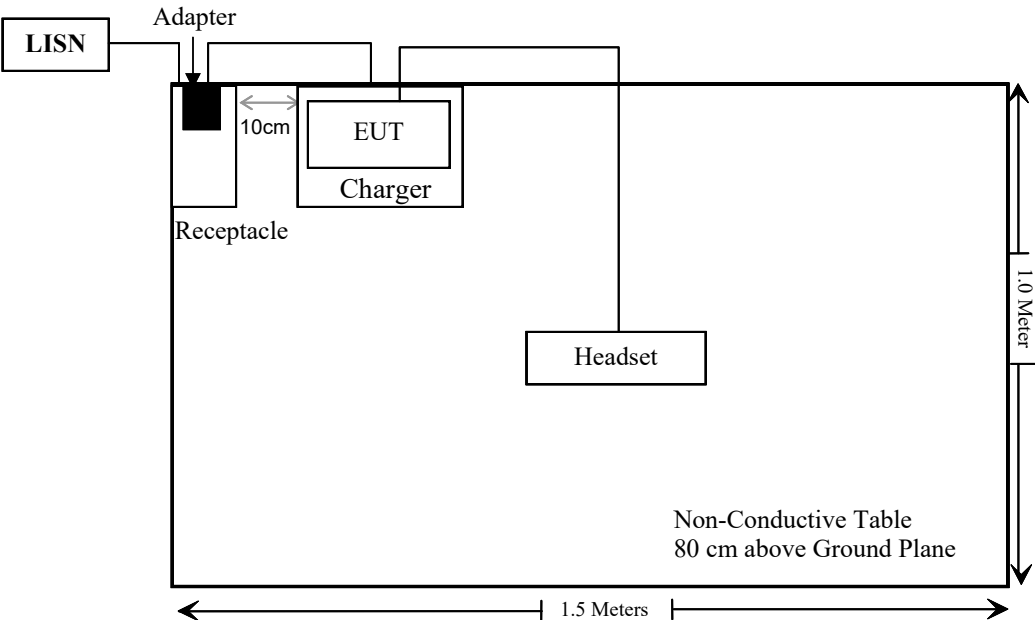 Adapter
LISN
10cm
EUT
Charger
Receptacle
1.0 Meter
Headset
Non-Conductive Table
80 cm above Ground Plane
1.5 Meters